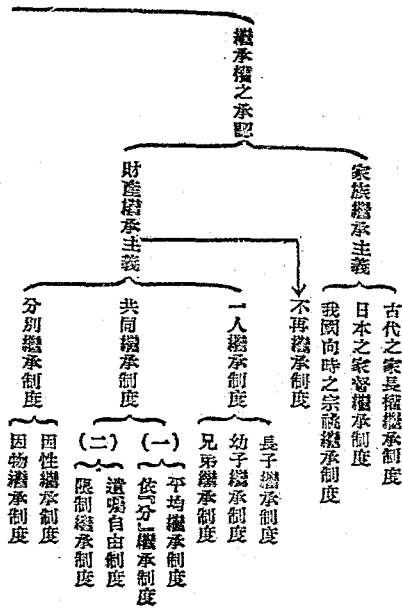 繼承權之承認
家族繼承主義
古代之家長權繼承制度
日本之家督繼承制度
我國向時之宗祧繼承制度
財產繼承主義
不再繼承制度
一人繼承制度
長子繼承制度
幼子繼承制度
兄弟繼承制度
共同繼承制度
(一)
平均繼承制度
依「分」繼承制度
(二)
遺囑自由制度
限制繼承制度
分別繼承制度
因性繼承制度
因物繼承制度